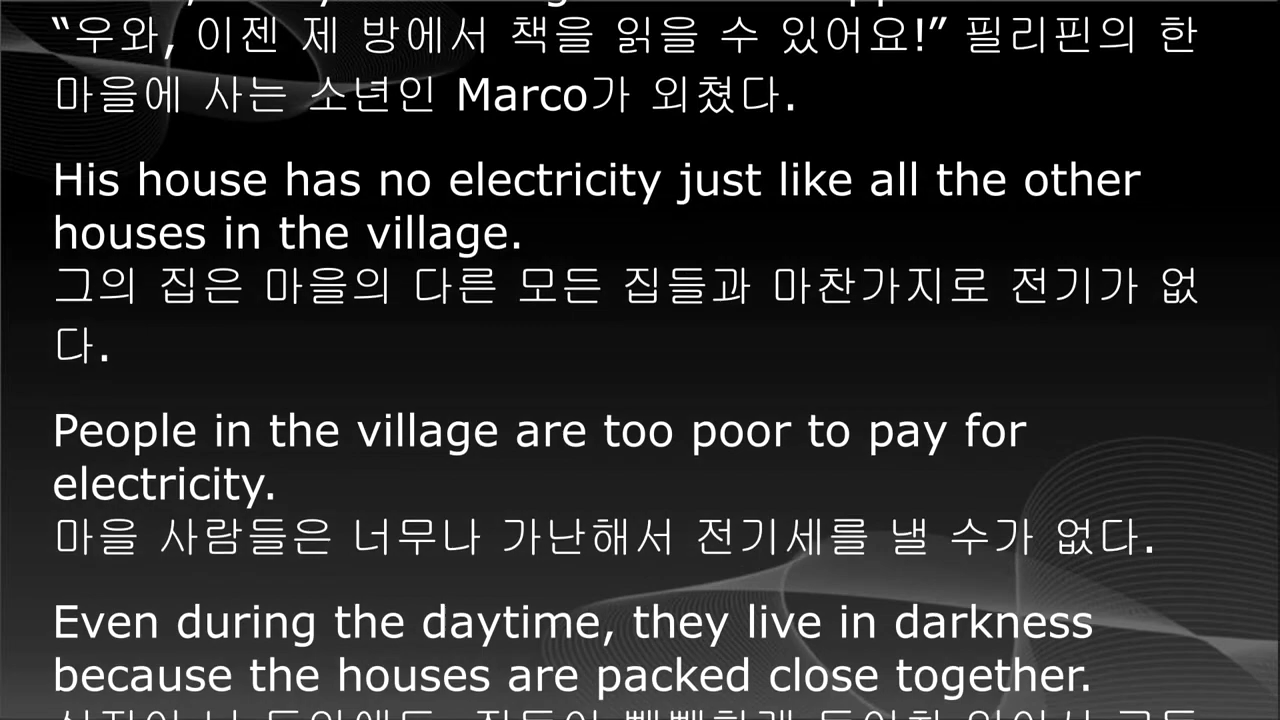 “우와, 이젠 제 방에서 책을 읽을 수 있어요!” 필리핀의 한
마을에 사는 소년인 Marco가 외쳤다.
His house has no electricity just like all the other
houses in the village.
그의 집은 마을의 다른 모든 집들과 마찬가지로 전기가 없
다.
People in the village are too poor to pay for
electricity.
마을 사람들은 너무나 가난해서 전기세를 낼 수가 없다.
Even during the daytime, they live in darkness
because the houses are packed close together.